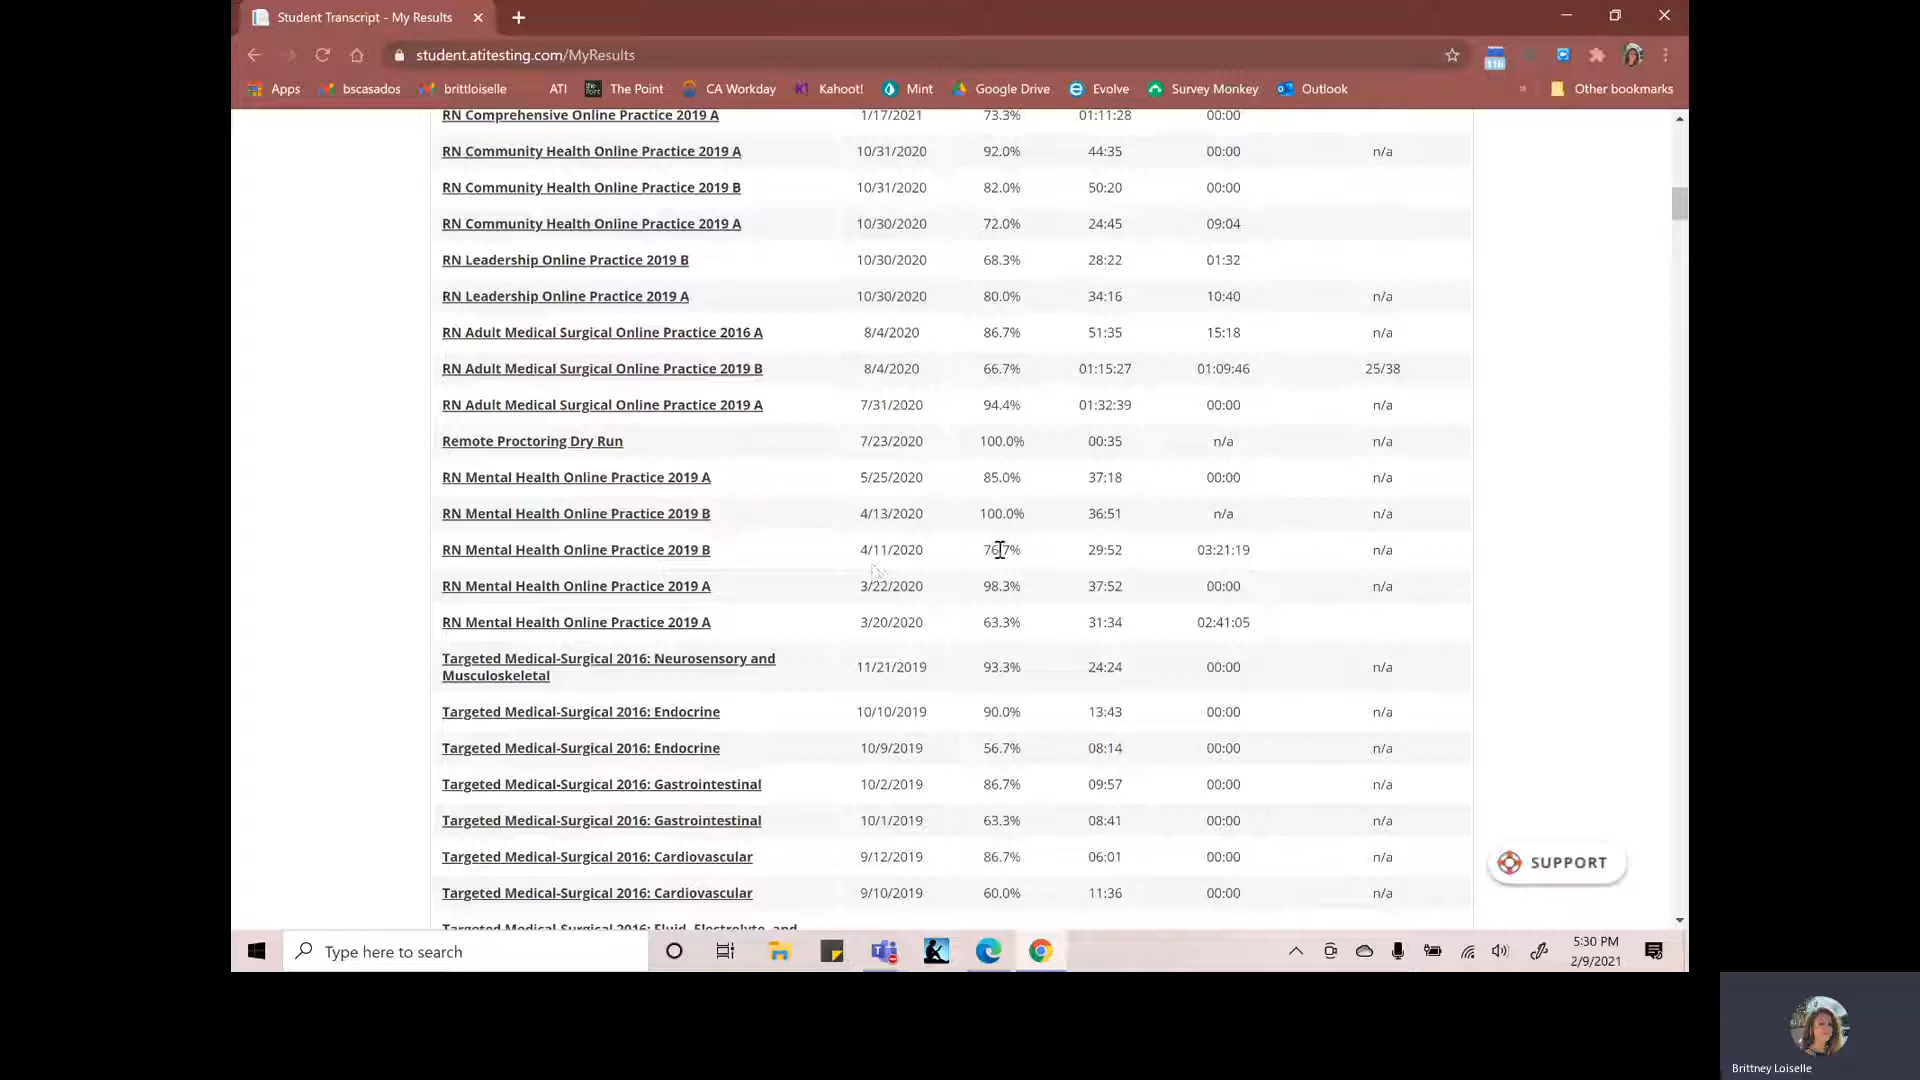 Student Transcript - My Results
student.atitesting.com/MyResults
Apps bscasados brittloiselle ATI The Point CA Workday Kahoot! Mint Google Drive Evolve Survey Monkey Outlook » Other bookmarks
RN Comprehensive Online Practice 2019 A 1/17/2021 73.3% 01:11:28 00:00
RN Community Health Online Practice 2019 A 10/31/2020 92.0% 44:35 00:00 n/a
RN Community Health Online Practice 2019 B 10/31/2020 82.0% 50:20 00:00
RN Community Health Online Practice 2019 A 10/30/2020 72.0% 24:45 09:04
RN Leadership Online Practice 2019 B 10/30/2020 68.3% 28:22 01:32
RN Leadership Online Practice 2019 A 10/30/2020 80.0% 34:16 10:40 n/a
RN Adult Medical Surgical Online Practice 2016 A 8/4/2020 86.7% 51:35 15:18 n/a
RN Adult Medical Surgical Online Practice 2019 B 8/4/2020 66.7% 01:15:27 01:09:46 25/38
RN Adult Medical Surgical Online Practice 2019 A 7/31/2020 94.4% 01:32:39 00:00 n/a
Remote Proctoring Dry Run 7/23/2020 100.0% 00:35 n/a n/a
RN Mental Health Online Practice 2019 A 5/25/2020 85.0% 37:18 00:00 n/a
RN Mental Health Online Practice 2019 B 4/13/2020 100.0% 36:51 n/a n/a
RN Mental Health Online Practice 2019 B 4/11/2020 76.7% 29:52 03:21:19 n/a
RN Mental Health Online Practice 2019 A 3/22/2020 98.3% 37:52 00:00 n/a
RN Mental Health Online Practice 2019 A 3/20/2020 63.3% 31:34 02:41:05
Targeted Medical-Surgical 2016: Neurosensory and
Musculoskeletal 11/21/2019 93.3% 24:24 00:00 n/a
Targeted Medical-Surgical 2016: Endocrine 10/10/2019 90.0% 13:43 00:00 n/a
Targeted Medical-Surgical 2016: Endocrine 10/9/2019 56.7% 08:14 00:00 n/a
Targeted Medical-Surgical 2016: Gastrointestinal 10/2/2019 86.7% 09:57 00:00 n/a
Targeted Medical-Surgical 2016: Gastrointestinal 10/1/2019 63.3% 08:41 00:00 n/a
Targeted Medical-Surgical 2016: Cardiovascular 9/12/2019 86.7% 06:01 00:00 n/a
Targeted Medical-Surgical 2016: Cardiovascular 9/10/2019 60.0% 11:36 00:00 n/a
Targeted Medical-Surgical 2016: Fluid, Electrolyte, and
SUPPORT
Type here to search
5:30 PM
2/9/2021
Brittney Loiselle